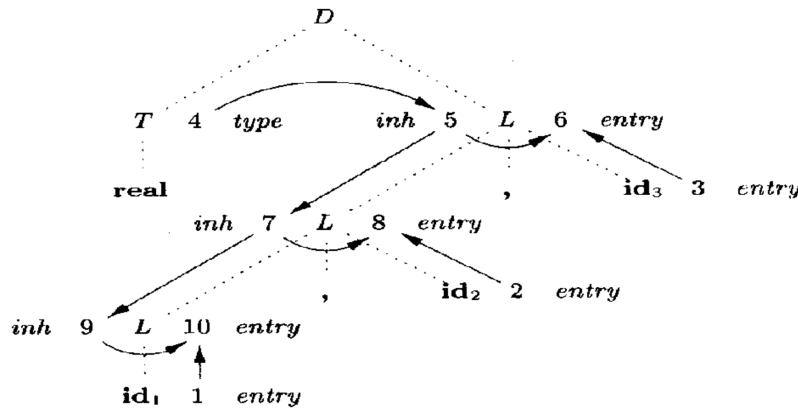 D
T 4 type inh 5 L 6 entry
real , id₃ 3 entry
inh 7 L 8 entry
, id₂ 2 entry
inh 9 L 10 entry
id₁ 1 entry